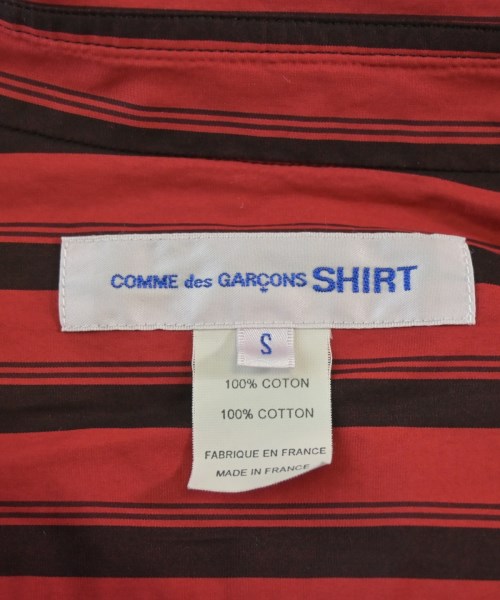 COMME des GARÇONS SHIRT
S
100% COTON
100% COTTON
FABRIQUE EN FRANCE
MADE IN FRANCE